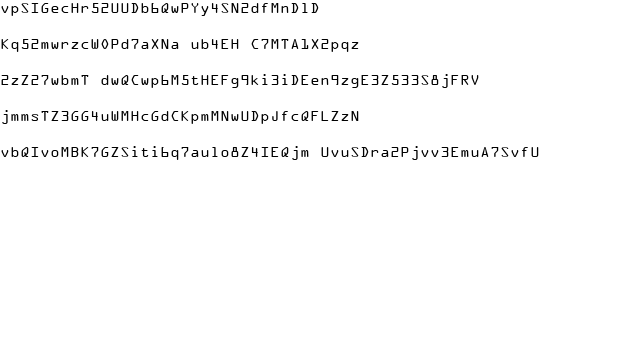 vpSIGecHr52UUDb6QwPYy4SN2dfMnD1D
Kq52mwrzcW0Pd7aXNa ub4EH C7MTA1X2pqz
2zZ27wbmT dwQCwp6M5tHEFg9ki3iDEen9zgE3Z533S8jFRV
jmmsTZ3GG4uWMHcGdCKpmMNwUDpJfcQFLZzN
vbQIvoMBK7GZSiti6q7aulo8Z4IEQjm UvuSDra2Pjvv3EmuA7SvfU